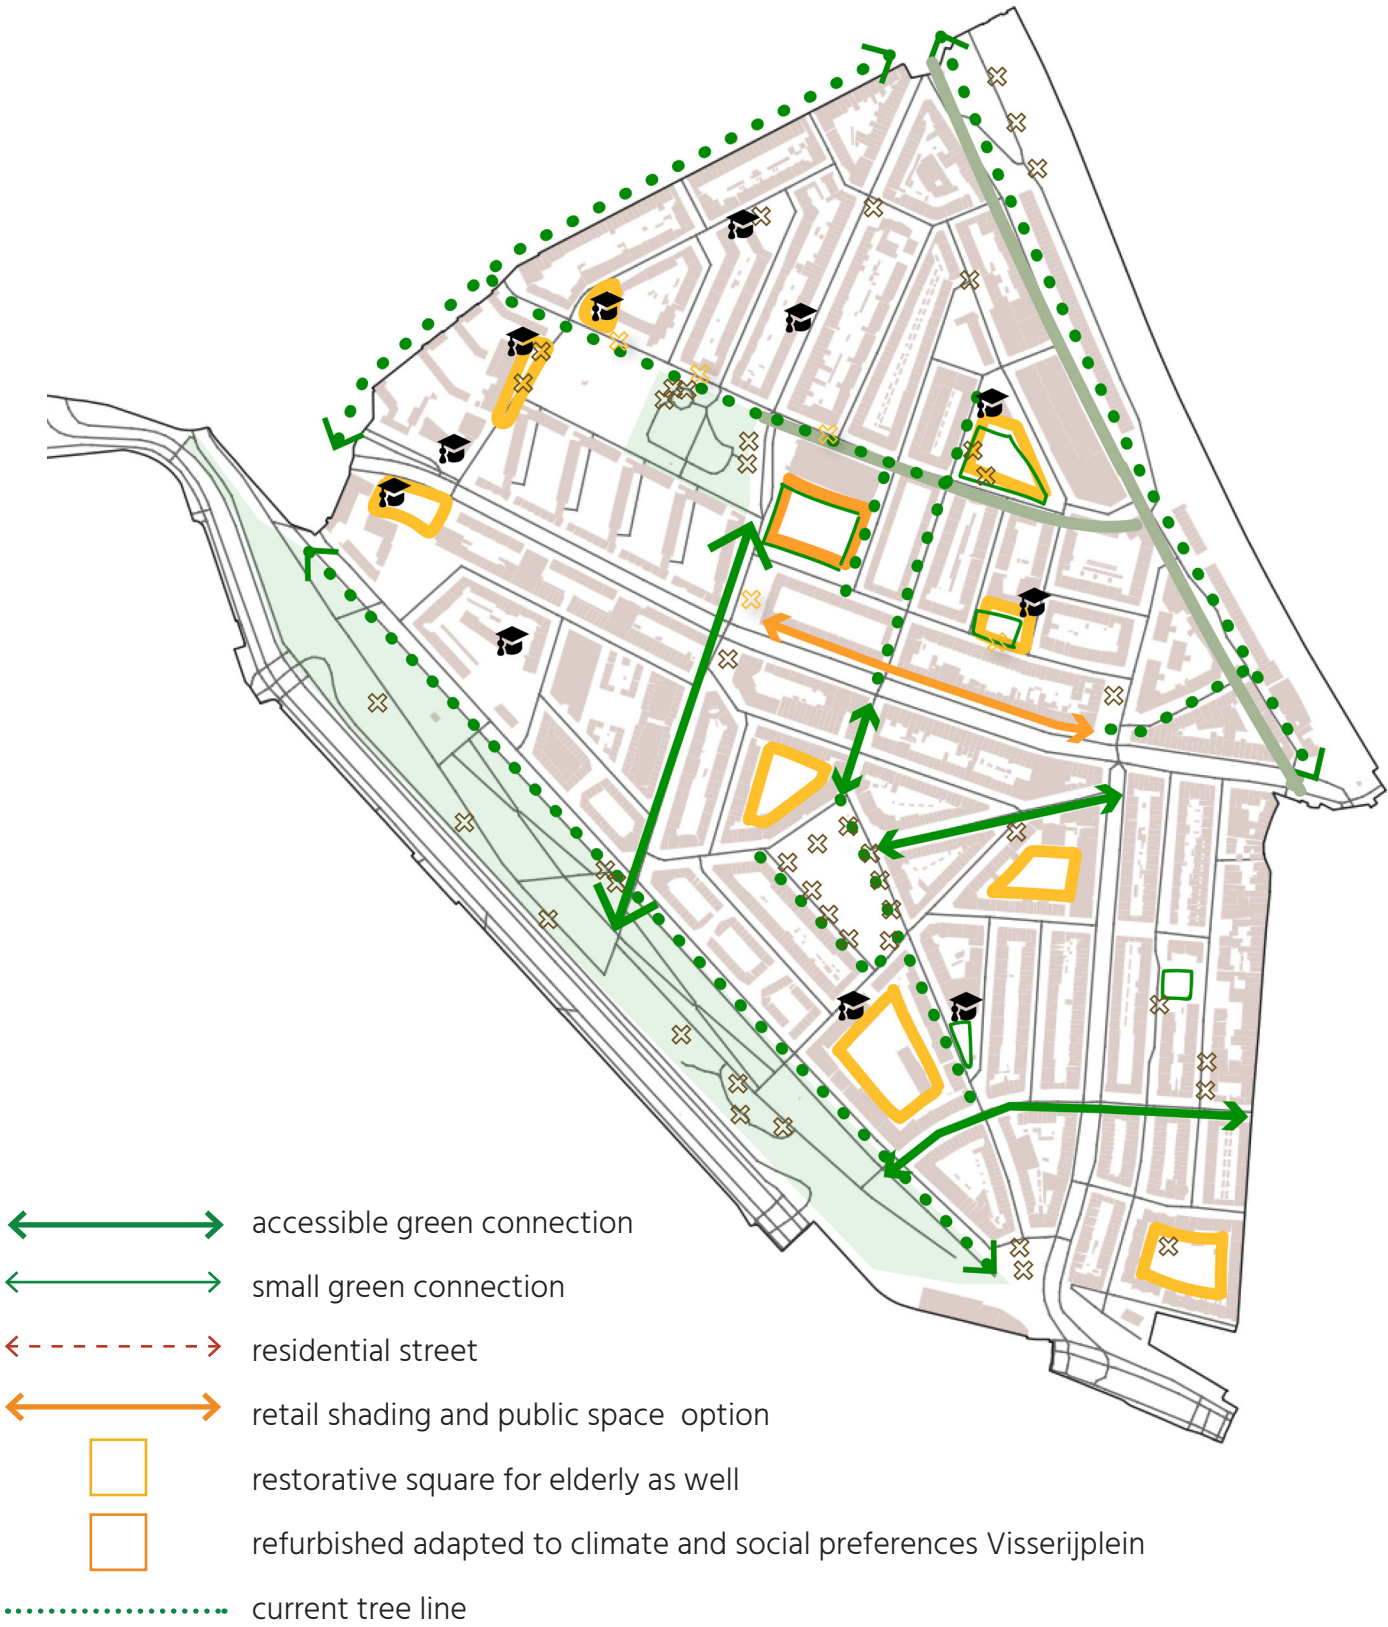 accessible green connection
small green connection
residential street
retail shading and public space option
restorative square for elderly as well
refurbished adapted to climate and social preferences Visserijplein
current tree line